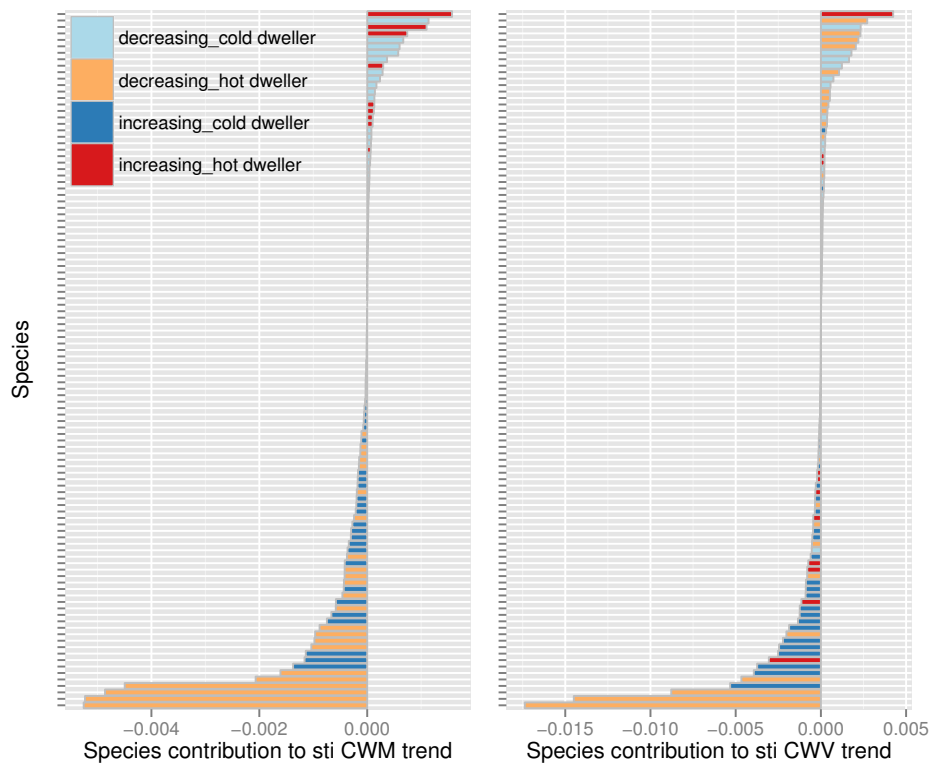 decreasing_cold dweller
decreasing_hot dweller
increasing_cold dweller
increasing_hot dweller
Species
−0.004 −0.002 0.000
Species contribution to sti CWM trend
−0.015 −0.010 −0.005 0.000 0.005
Species contribution to sti CWV trend